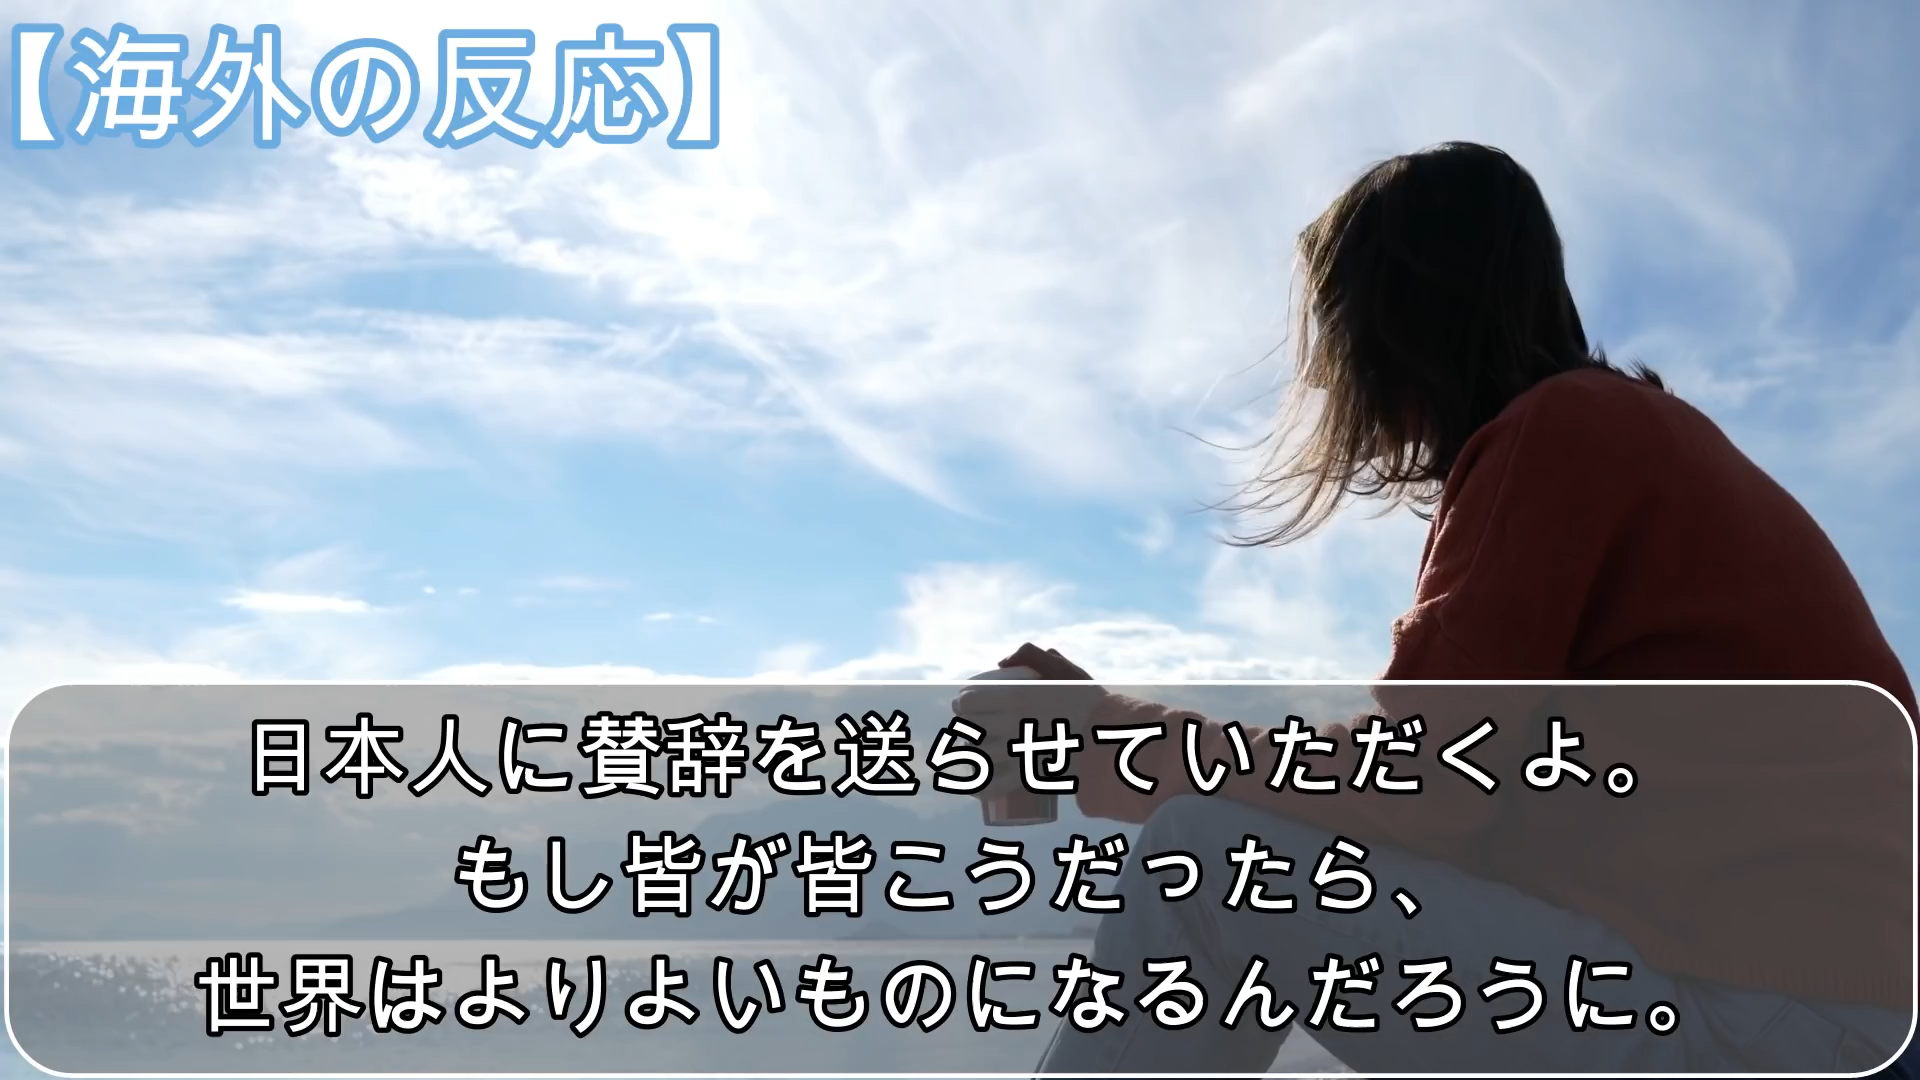 【海外の反応】
日本人に賛辞を送らせていただくよ。
もし皆が皆こうだったら、
世界はよりよいものになるんだろうに。